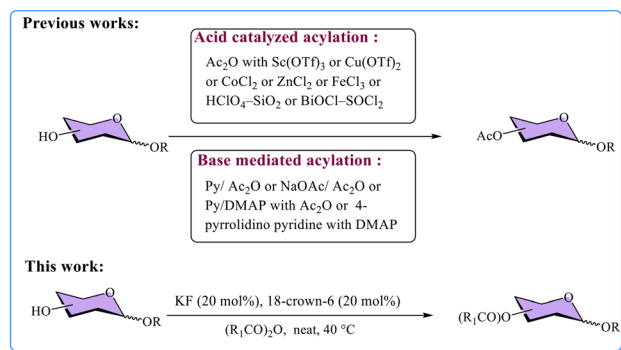 Previous works:
Acid catalyzed acylation :
Ac₂O with Sc(OTf)₃ or Cu(OTf)₂
or CoCl₂ or ZnCl₂ or FeCl₃ or
HClO₄–SiO₂ or BiOCl–SOCl₂
O
HO
OR
O
AcO
OR
Base mediated acylation :
Py/ Ac₂O or NaOAc/ Ac₂O or
Py/DMAP with Ac₂O or 4-
pyrrolidino pyridine with DMAP
This work:
O
HO
OR
KF (20 mol%), 18-crown-6 (20 mol%)
(R₁CO)₂O, neat, 40 °C
O
(R₁CO)O
OR